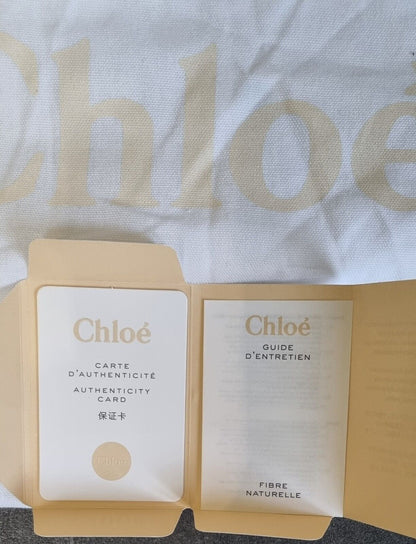 Chloé
Chloé
CARTE
D'AUTHENTICITÉ
AUTHENTICITY
CARD
保证卡
Chloé
Chloé
GUIDE
D'ENTRETIEN
FIBRE
NATURELLE